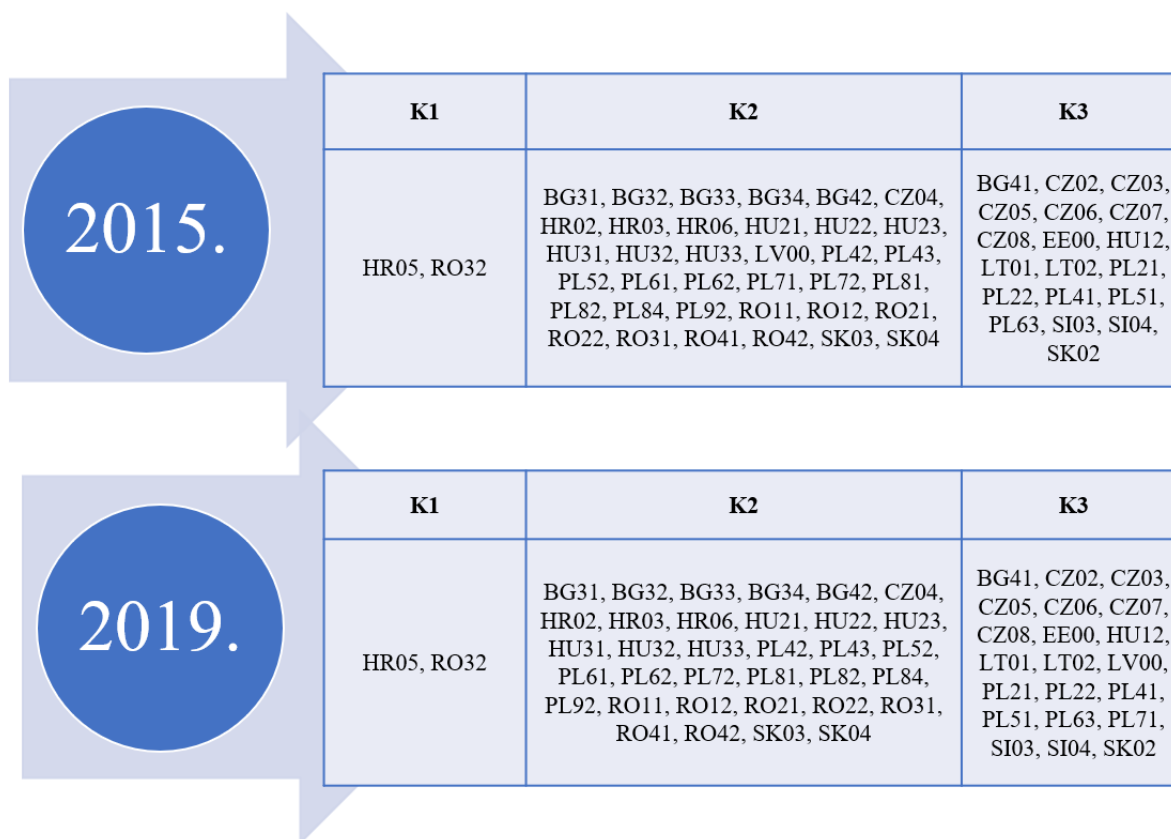 2015.
K1
K2
K3
HR05, RO32
BG31, BG32, BG33, BG34, BG42, CZ04,
HR02, HR03, HR06, HU21, HU22, HU23,
HU31, HU32, HU33, LV00, PL42, PL43,
PL52, PL61, PL62, PL71, PL72, PL81,
PL82, PL84, PL92, RO11, RO12, RO21,
RO22, RO31, RO41, RO42, SK03, SK04
BG41, CZ02, CZ03,
CZ05, CZ06, CZ07,
CZ08, EE00, HU12,
LT01, LT02, PL21,
PL22, PL41, PL51,
PL63, SI03, SI04,
SK02
2019.
K1
K2
K3
HR05, RO32
BG31, BG32, BG33, BG34, BG42, CZ04,
HR02, HR03, HR06, HU21, HU22, HU23,
HU31, HU32, HU33, PL42, PL43, PL52,
PL61, PL62, PL72, PL81, PL82, PL84,
PL92, RO11, RO12, RO21, RO22, RO31,
RO41, RO42, SK03, SK04
BG41, CZ02, CZ03,
CZ05, CZ06, CZ07,
CZ08, EE00, HU12,
LT01, LT02, LV00,
PL21, PL22, PL41,
PL51, PL63, PL71,
SI03, SI04, SK02